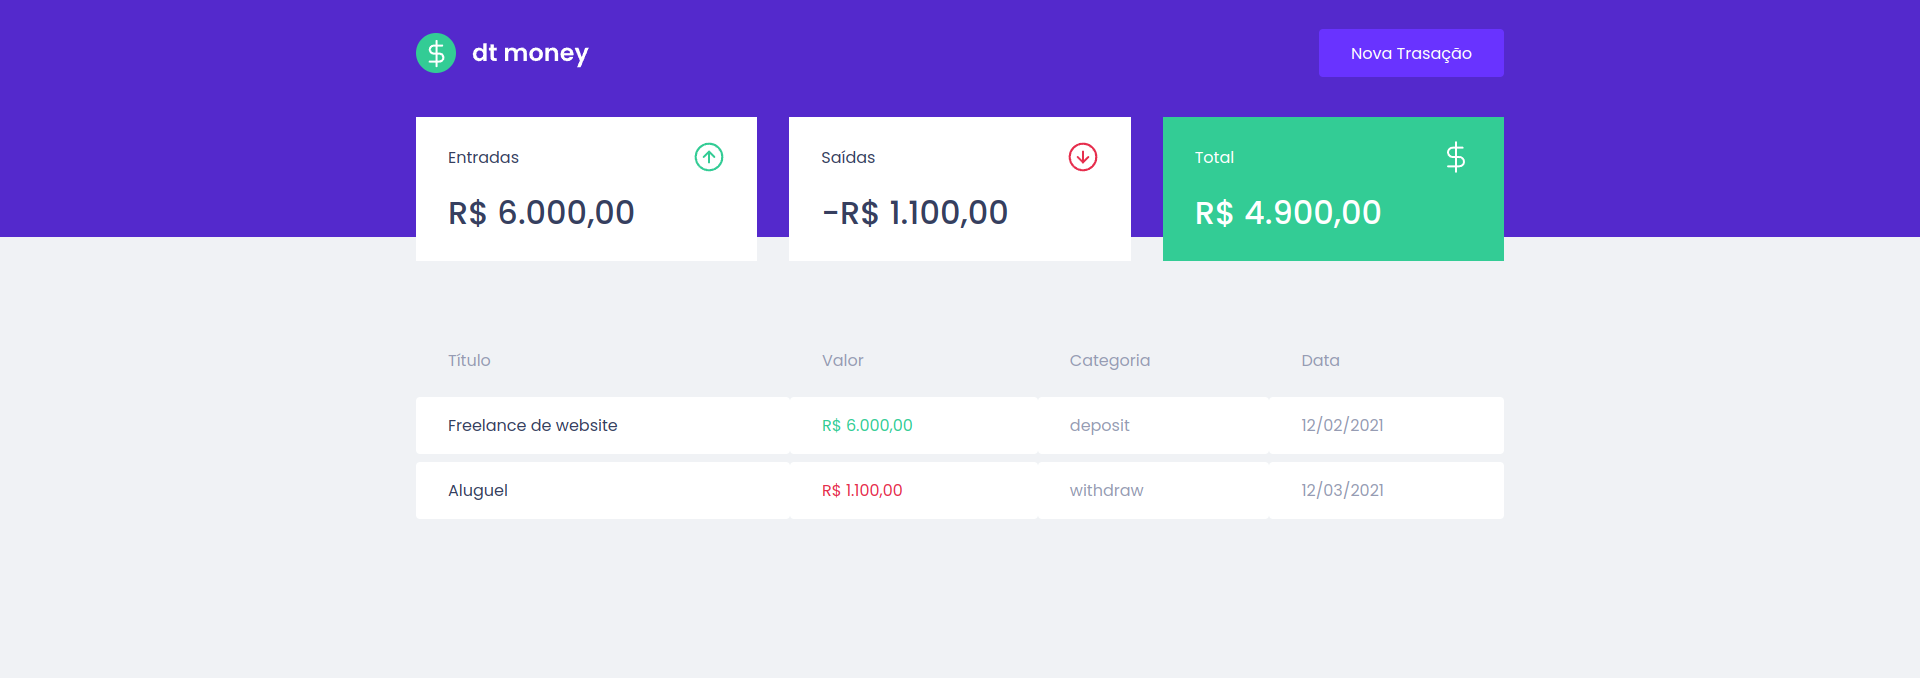 dt money
Nova Trasação
Entradas
R$ 6.000,00
Saídas
-R$ 1.100,00
Total
R$ 4.900,00
Título Valor Categoria Data
Freelance de website R$ 6.000,00 deposit 12/02/2021
Aluguel R$ 1.100,00 withdraw 12/03/2021